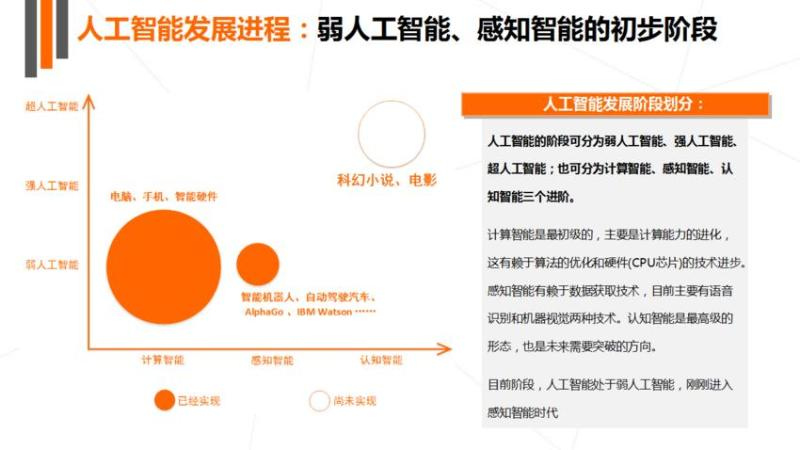 人工智能发展进程：弱人工智能、感知智能的初步阶段
超人工智能
强人工智能
弱人工智能
电脑、手机、智能硬件
科幻小说、电影
智能机器人、自动驾驶汽车、
AlphaGo 、IBM Watson ……
计算智能
感知智能
认知智能
已经实现
尚未实现
人工智能发展阶段划分：
人工智能的阶段可分为弱人工智能、强人工智能、
超人工智能；也可分为计算智能、感知智能、认
知智能三个进阶。
计算智能是最初级的，主要是计算能力的进化，
这有赖于算法的优化和硬件(CPU芯片)的技术进步。
感知智能有赖于数据获取技术，目前主要有语音
识别和机器视觉两种技术。认知智能是最高级的
形态，也是未来需要突破的方向。
目前阶段，人工智能处于弱人工智能，刚刚进入
感知智能时代